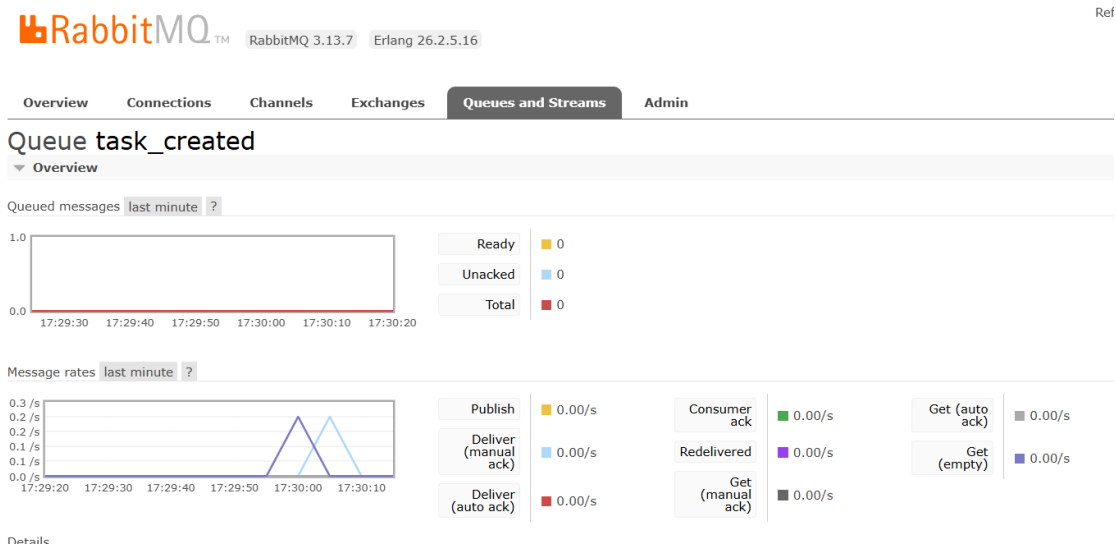 Ref
RabbitMQ TM RabbitMQ 3.13.7 Erlang 26.2.5.16
Overview Connections Channels Exchanges Queues and Streams Admin
Queue task_created
Overview
Queued messages last minute ?
1.0
0.0
17:29:30 17:29:40 17:29:50 17:30:00 17:30:10 17:30:20
Ready 0
Unacked 0
Total 0
Message rates last minute ?
0.3 /s
0.2 /s
0.2 /s
0.1 /s
0.1 /s
0.0 /s
17:29:20 17:29:30 17:29:40 17:29:50 17:30:00 17:30:10
Publish 0.00/s
Deliver
(manual
ack) 0.00/s
Deliver
(auto ack) 0.00/s
Consumer
ack 0.00/s
Redelivered 0.00/s
Get
(manual
ack) 0.00/s
Get (auto
ack) 0.00/s
Get
(empty) 0.00/s
Details